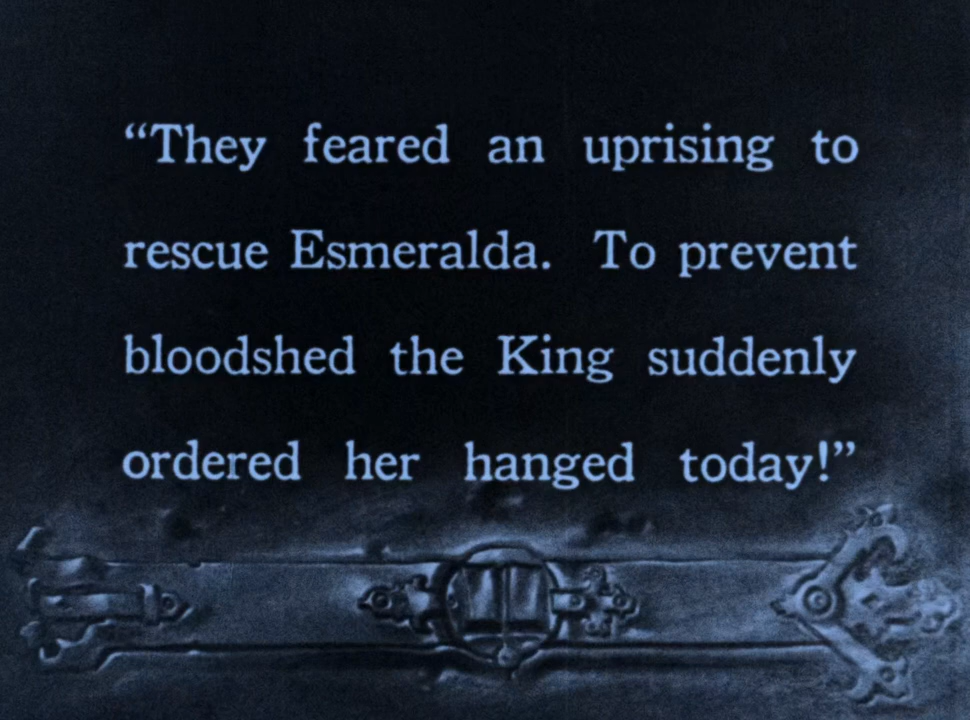 “They feared an uprising to
rescue Esmeralda. To prevent
bloodshed the King suddenly
ordered her hanged today!”